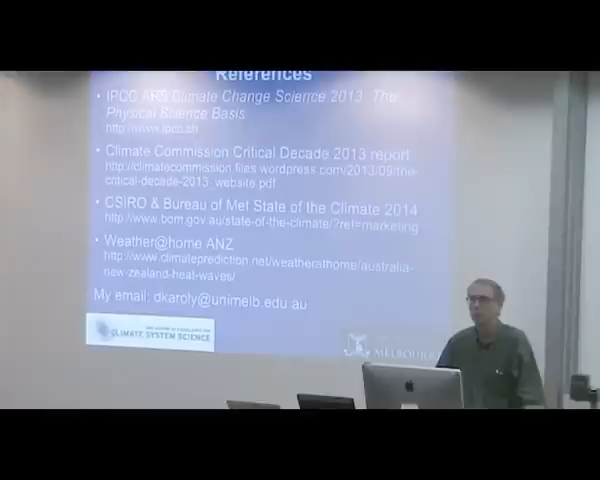 References
• IPCC AR5 Climate Change Science 2013: The
Physical Science Basis
http://www.ipcc.ch
Climate Commission Critical Decade 2013 report
http://climatecommission.files.wordpress.com/2013/09/the-
critical-decade-2013_website.pdf
• CSIRO & Bureau of Met State of the Climate 2014
http://www.bom.gov.au/state-of-the-climate/?ref=marketing
• Weather@home ANZ
http://www.climateprediction.net/weatherathome/australia-
new-zealand-heat-waves/
My email: dkaroly@unimelb.edu.au
CLIMATE SYSTEM SCIENCE
MELBOURNE